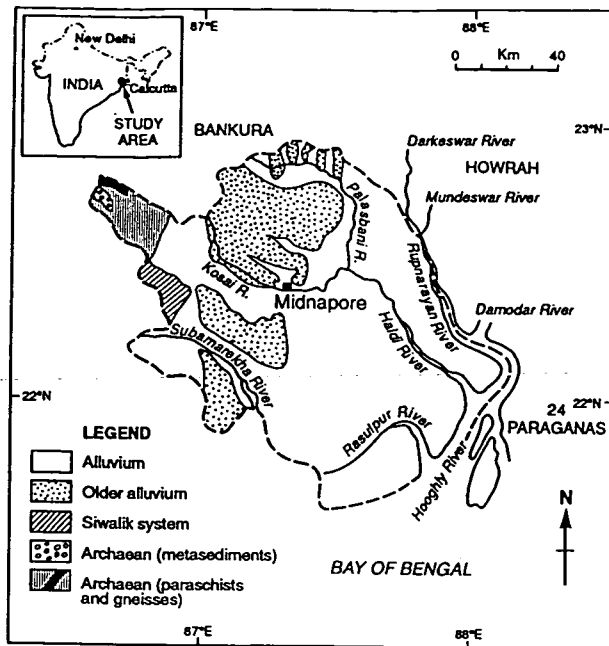 87°E
88°E
New Delhi
INDIA
Calcutta
STUDY
AREA
0 Km 40
BANKURA
23°N
Darkeswar River
HOWRAH
Mundeswar River
Palasbani R.
Rupnarayan River
Kosai R.
Midnapore
Damodar River
Haldi River
Subarnarekha River
22°N
22°N
24
PARAGANAS
Rasulpur River
Hooghly River
LEGEND
Alluvium
Older alluvium
Siwalik system
Archaean (metasediments)
Archaean (paraschists
and gneisses)
N
BAY OF BENGAL
87°E
88°E